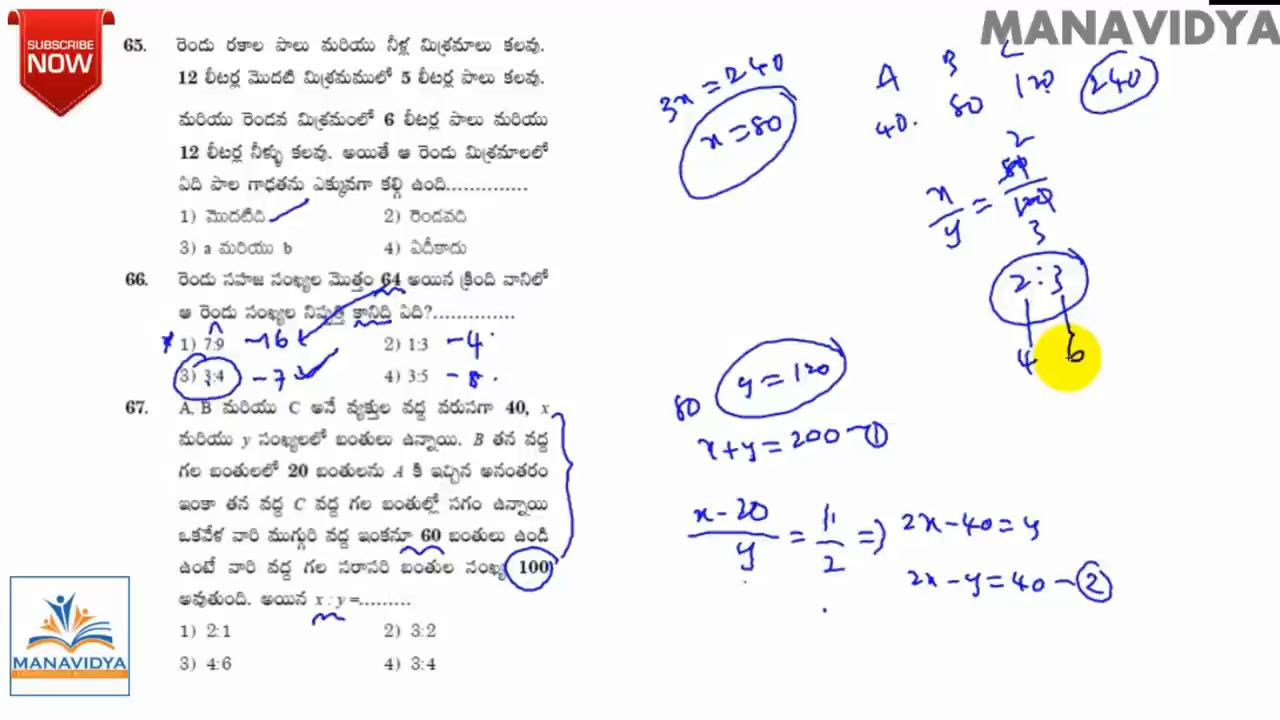 SUBSCRIBE
NOW
MANAVIDYA
65. రెండు రకాల పాలు మరియు నీళ్ల మిశ్రమాలు కలవు.
12 లీటర్ల మొదటి మిశ్రమములో 5 లీటర్ల పాలు కలవు.
మరియు రెండవ మిశ్రమంలో 6 లీటర్ల పాలు మరియు
12 లీటర్ల నీళ్ళు కలవు. అయితే ఆ రెండు మిశ్రమాలలో
ఏది పాల గాఢతను ఎక్కువగా కల్గి ఉంది..............
1) మొదటిది 2) రెండవది
3) a మరియు b 4) ఏదీకాదు
66. రెండు సహజ సంఖ్యల మొత్తం 64 అయిన క్రింది వానిలో
ఆ రెండు సంఖ్యల నిష్పత్తి కానిది ఏది?..............
1) 7:9 – 16 2) 1:3 – 4
3) 3:4 – 7 4) 3:5 – 8
67. A, B మరియు C అనే వ్యక్తుల వద్ద వరుసగా 40, x
మరియు y సంఖ్యలలో బంతులు ఉన్నాయి. B తన వద్ద
గల బంతులలో 20 బంతులను A కి ఇచ్చిన అనంతరం
ఇంకా తన వద్ద C వద్ద గల బంతుల్లో సగం ఉన్నాయి
ఒకవేళ వారి ముగ్గురి వద్ద ఇంకనూ 60 బంతులు ఉండి
ఉంటే వారి వద్ద గల సరాసరి బంతుల సంఖ్య 100
అవుతుంది. అయిన x : y =.........
1) 2:1 2) 3:2
3) 4:6 4) 3:4
3x = 240
x = 80
A B C
40. 80 120 240
2
x/y = 80/120
3
2:3
4 6
80 y = 120
x + y = 200 – 1
x – 20 / y = 1/2 => 2x – 40 = y
2x – y = 40 – 2
MANAVIDYA